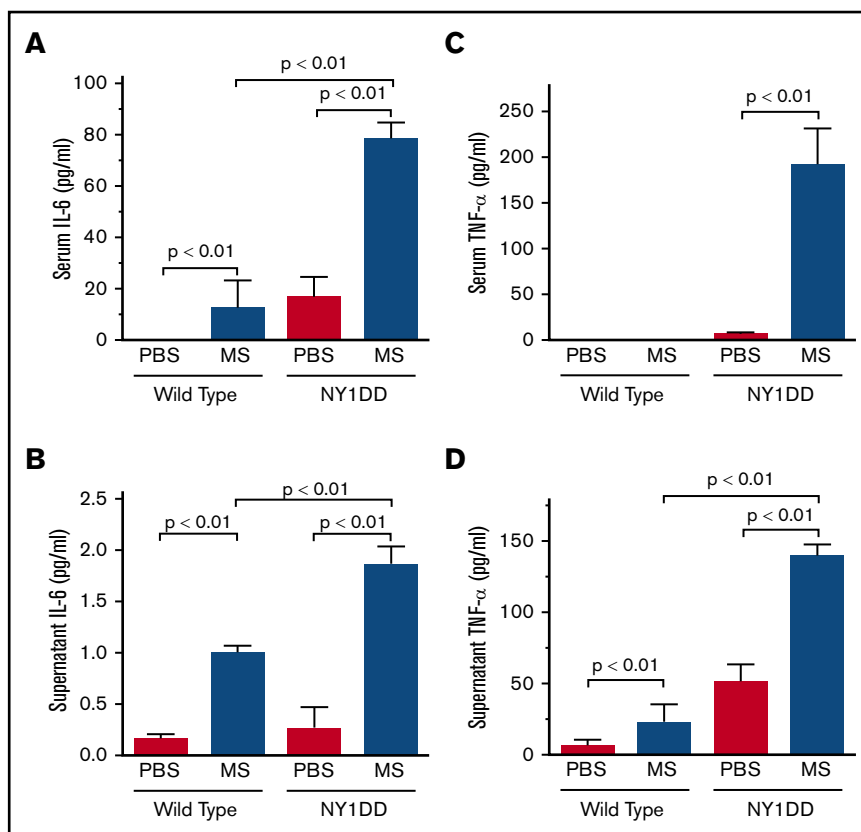 A
Serum IL-6 (pg/ml)
100
80
60
40
20
0
p < 0.01
p < 0.01
p < 0.01
PBS MS PBS MS
Wild Type NY1DD
C
Serum TNF-α (pg/ml)
250
200
150
100
50
0
p < 0.01
PBS MS PBS MS
Wild Type NY1DD
B
Supernatant IL-6 (pg/ml)
2.5
2.0
1.5
1.0
0.5
0.0
p < 0.01
p < 0.01
p < 0.01
PBS MS PBS MS
Wild Type NY1DD
D
Supernatant TNF-α (pg/ml)
150
100
50
0
p < 0.01
p < 0.01
p < 0.01
PBS MS PBS MS
Wild Type NY1DD